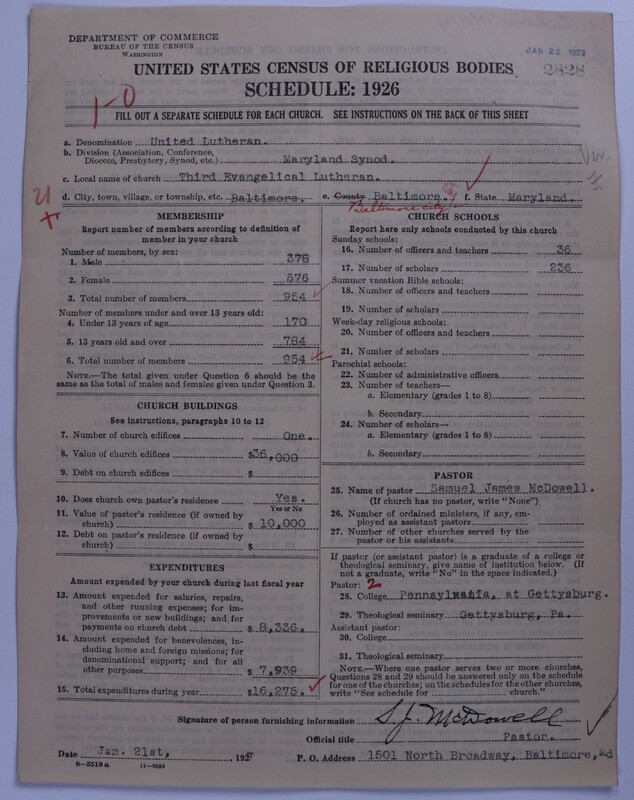 DEPARTMENT OF COMMERCE
BUREAU OF THE CENSUS
WASHINGTON
JAN 22 1927
2828
UNITED STATES CENSUS OF RELIGIOUS BODIES
SCHEDULE: 1926
1-0
FILL OUT A SEPARATE SCHEDULE FOR EACH CHURCH. SEE INSTRUCTIONS ON THE BACK OF THIS SHEET
a. Denomination United Lutheran.
b. Division (Association, Conference, Diocese, Presbytery, Synod, etc.) Maryland Synod.
c. Local name of church Third Evangelical Lutheran.
d. City, town, village, or township, etc. Baltimore. e. County Baltimore. f. State Maryland.
Baltimore city
21
MEMBERSHIP
Report number of members according to definition of member in your church
Number of members, by sex:
1. Male 378
2. Female 576
3. Total number of members 954
Number of members under and over 13 years old:
4. Under 13 years of age 170
5. 13 years old and over 784
6. Total number of members 954
NOTE.—The total given under Question 6 should be the same as the total of males and females given under Question 3.
CHURCH BUILDINGS
See instructions, paragraphs 10 to 12
7. Number of church edifices One.
8. Value of church edifices $36,000
9. Debt on church edifices $
10. Does church own pastor's residence Yes.
Yes or No
11. Value of pastor's residence (if owned by church) $ 10,000
12. Debt on pastor's residence (if owned by church) $
EXPENDITURES
Amount expended by your church during last fiscal year
13. Amount expended for salaries, repairs, and other running expenses; for improvements or new buildings; and for payments on church debt $ 8,336.
14. Amount expended for benevolences, including home and foreign missions; for denominational support; and for all other purposes $ 7,939
15. Total expenditures during year $16,275.
CHURCH SCHOOLS
Report here only schools conducted by this church
Sunday schools:
16. Number of officers and teachers 36
17. Number of scholars 236
Summer vacation Bible schools:
18. Number of officers and teachers
19. Number of scholars
Week-day religious schools:
20. Number of officers and teachers
21. Number of scholars
Parochial schools:
22. Number of administrative officers
23. Number of teachers—
a. Elementary (grades 1 to 8)
b. Secondary
24. Number of scholars—
a. Elementary (grades 1 to 8)
b. Secondary
PASTOR
25. Name of pastor Samuel James McDowell.
(If church has no pastor, write "None")
26. Number of ordained ministers, if any, employed as assistant pastors
27. Number of other churches served by the pastor or his assistants
If pastor (or assistant pastor) is a graduate of a college or theological seminary, give name of institution below. (If not a graduate, write "No" in the space indicated.)
Pastor: 2
28. College Pennsylvania, at Gettysburg.
29. Theological seminary Gettysburg, Pa.
Assistant pastor:
30. College
31. Theological seminary
NOTE.—Where one pastor serves two or more churches, Questions 28 and 29 should be answered only on the schedule for one of the churches; on the schedules for the other churches, write "See schedule for church."
Signature of person furnishing information S. J. McDowell
Official title Pastor.
Date Jan. 21st, 1927 P. O. Address 1501 North Broadway, Baltimore, Md
8—5518a 11—9324